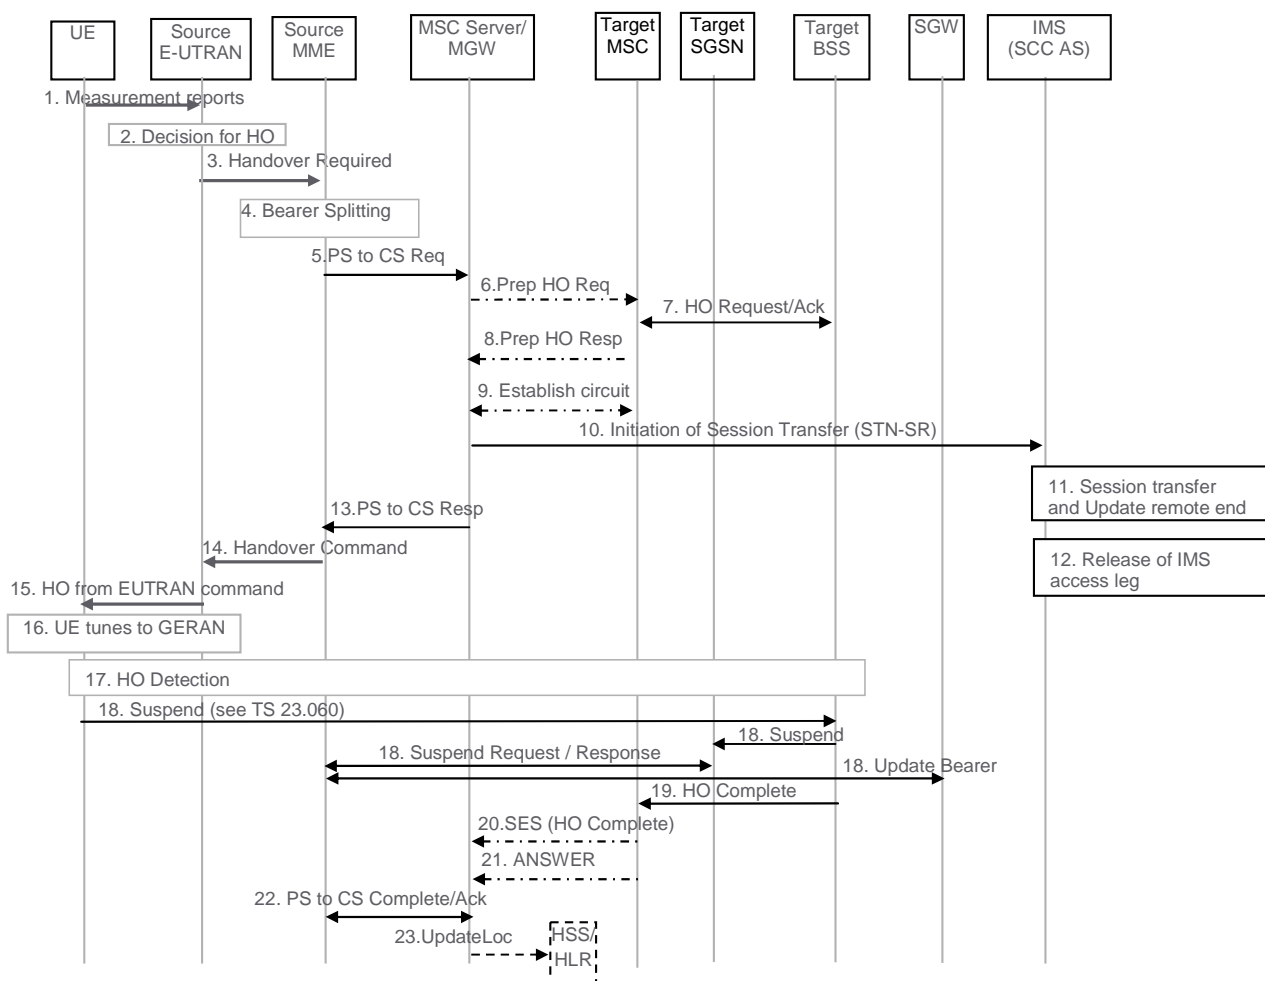 UE
Source
E-UTRAN
Source
MME
MSC Server/
MGW
Target
MSC
Target
SGSN
Target
BSS
SGW
IMS
(SCC AS)
1. Measurement reports
2. Decision for HO
3. Handover Required
4. Bearer Splitting
5.PS to CS Req
6.Prep HO Req
7. HO Request/Ack
8.Prep HO Resp
9. Establish circuit
10. Initiation of Session Transfer (STN-SR)
11. Session transfer
and Update remote end
13.PS to CS Resp
14. Handover Command
12. Release of IMS
access leg
15. HO from EUTRAN command
16. UE tunes to GERAN
17. HO Detection
18. Suspend (see TS 23.060)
18. Suspend
18. Suspend Request / Response
18. Update Bearer
19. HO Complete
20.SES (HO Complete)
21. ANSWER
22. PS to CS Complete/Ack
23.UpdateLoc
HSS/
HLR